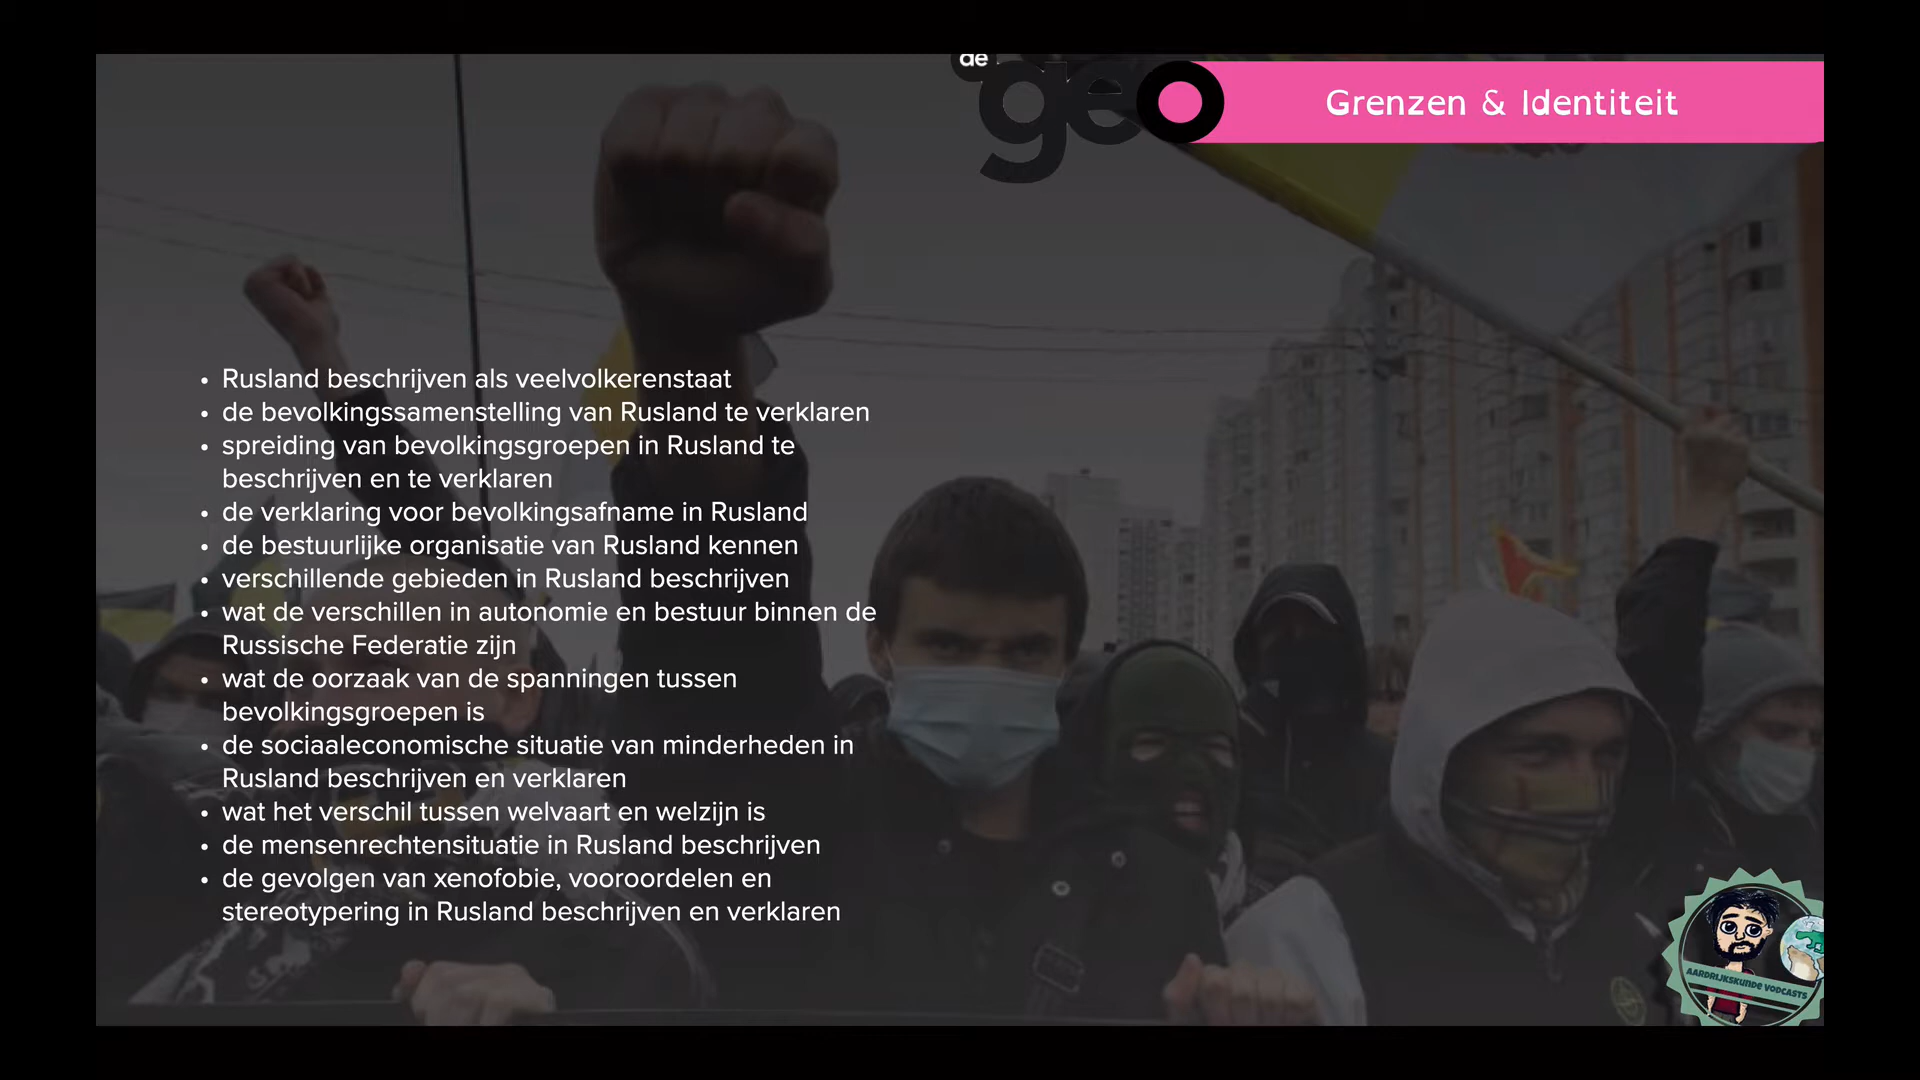 de
geo
Grenzen & Identiteit
• Rusland beschrijven als veelvolkerenstaat
• de bevolkingssamenstelling van Rusland te verklaren
• spreiding van bevolkingsgroepen in Rusland te
beschrijven en te verklaren
• de verklaring voor bevolkingsafname in Rusland
• de bestuurlijke organisatie van Rusland kennen
• verschillende gebieden in Rusland beschrijven
• wat de verschillen in autonomie en bestuur binnen de
Russische Federatie zijn
• wat de oorzaak van de spanningen tussen
bevolkingsgroepen is
• de sociaaleconomische situatie van minderheden in
Rusland beschrijven en verklaren
• wat het verschil tussen welvaart en welzijn is
• de mensenrechtensituatie in Rusland beschrijven
• de gevolgen van xenofobie, vooroordelen en
stereotypering in Rusland beschrijven en verklaren
AARDRIJKSKUNDE VODCASTS